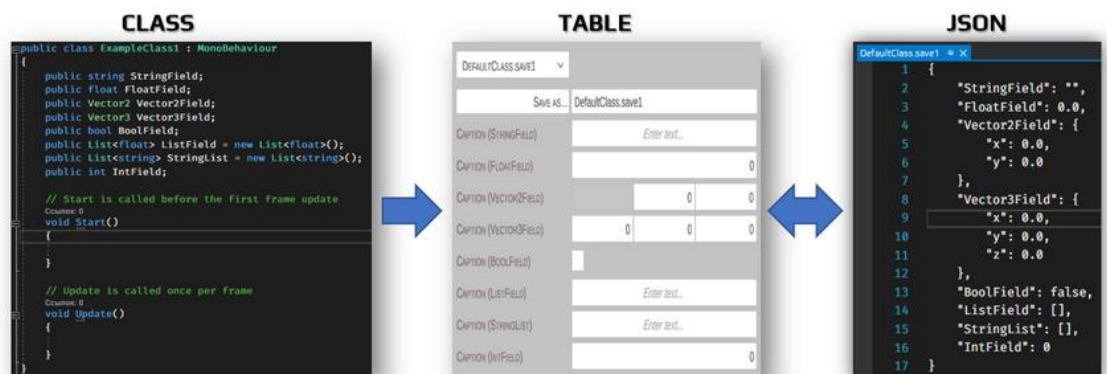 CLASS
public class ExampleClass1 : MonoBehaviour
{
public string StringField;
public float FloatField;
public Vector2 Vector2Field;
public Vector3 Vector3Field;
public bool BoolField;
public List<float> ListField = new List<float>();
public List<string> StringList = new List<string>();
public int IntField;
// Start is called before the first frame update
Ссылок: 0
void Start()
{
}
// Update is called once per frame
Ссылок: 0
void Update()
{
}
}
TABLE
DefaultClass.save1
Save as... DefaultClass.save1
Caption (StringField) Enter text...
Caption (FloatField) 0
Caption (Vector2Field) 0 0
Caption (Vector3Field) 0 0 0
Caption (BoolField)
Caption (ListField) Enter text...
Caption (StringList) Enter text...
Caption (IntField) 0
JSON
DefaultClass.save1
1 {
2 "StringField": "",
3 "FloatField": 0.0,
4 "Vector2Field": {
5 "x": 0.0,
6 "y": 0.0
7 },
8 "Vector3Field": {
9 "x": 0.0,
10 "y": 0.0,
11 "z": 0.0
12 },
13 "BoolField": false,
14 "ListField": [],
15 "StringList": [],
16 "IntField": 0
17 }